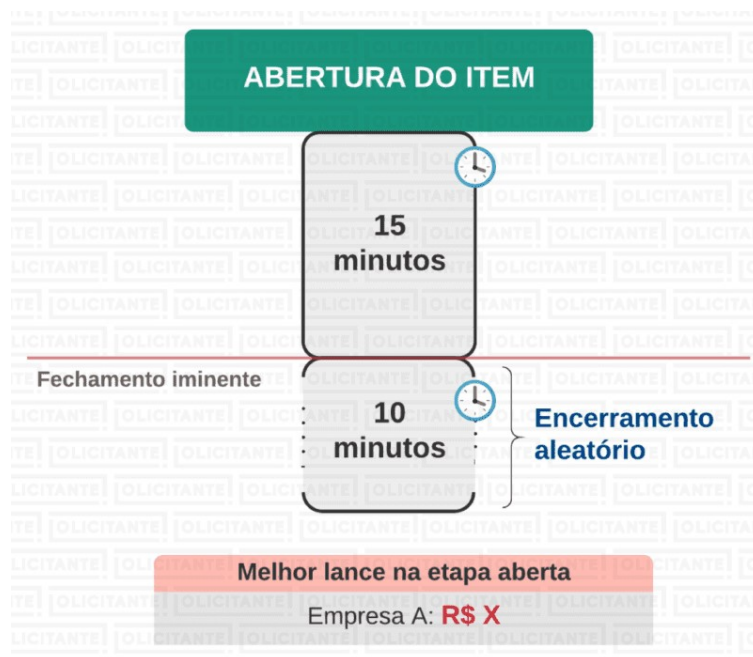 ABERTURA DO ITEM
15
minutos
Fechamento iminente
10
minutos
Encerramento
aleatório
Melhor lance na etapa aberta
Empresa A: R$ X